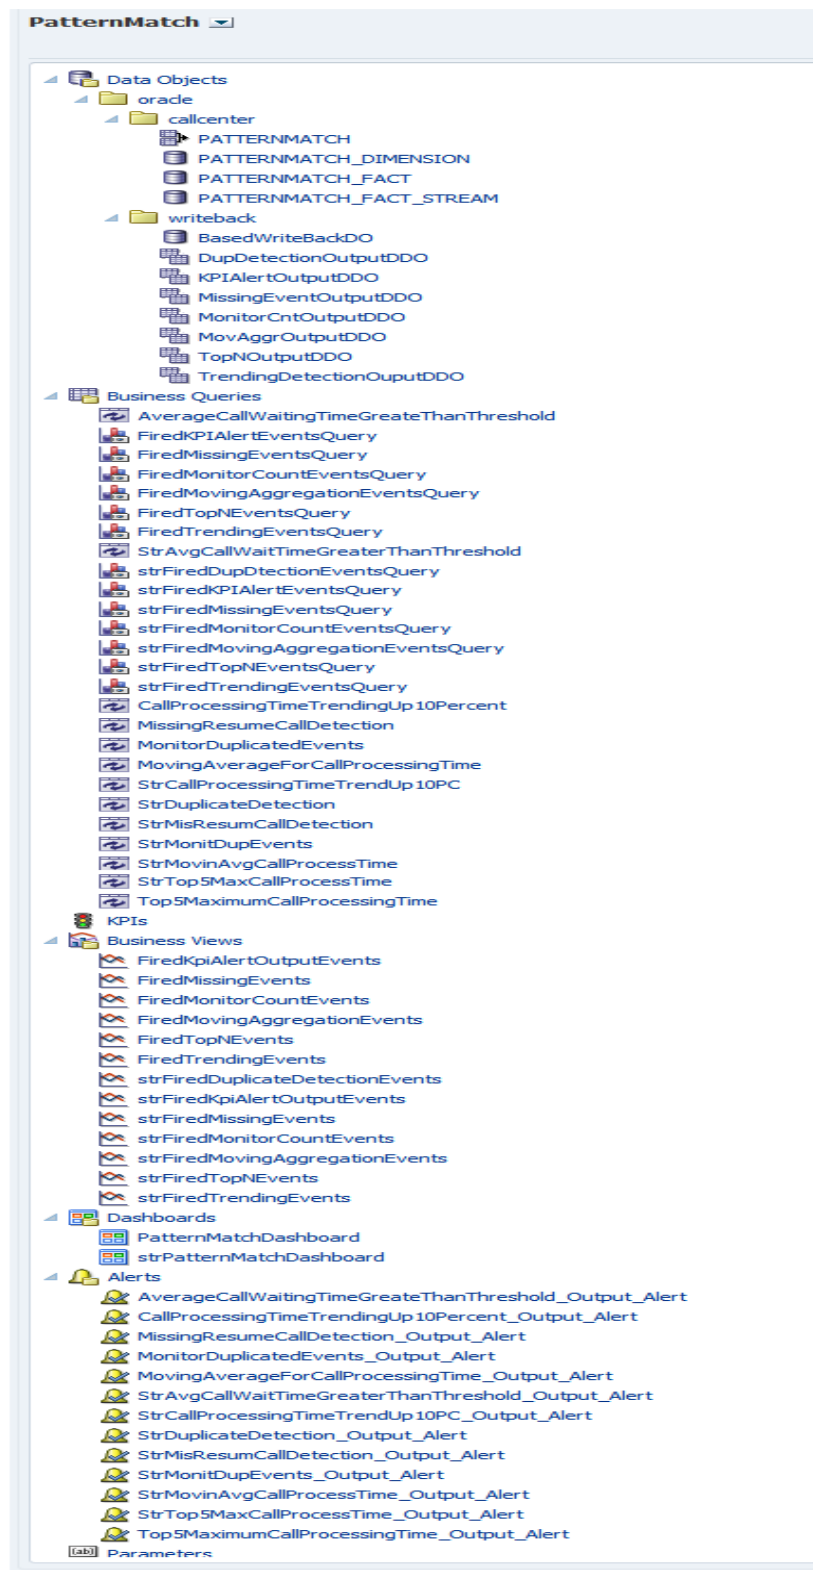 PatternMatch
Data Objects
oracle
callcenter
PATTERNMATCH
PATTERNMATCH_DIMENSION
PATTERNMATCH_FACT
PATTERNMATCH_FACT_STREAM
writeback
BasedWriteBackDO
DupDetectionOutputDDO
KPIAlertOutputDDO
MissingEventOutputDDO
MonitorCntOutputDDO
MovAggrOutputDDO
TopNOutputDDO
TrendingDetectionOuputDDO
Business Queries
AverageCallWaitingTimeGreateThanThreshold
FiredKPIAlertEventsQuery
FiredMissingEventsQuery
FiredMonitorCountEventsQuery
FiredMovingAggregationEventsQuery
FiredTopNEventsQuery
FiredTrendingEventsQuery
StrAvgCallWaitTimeGreaterThanThreshold
strFiredDupDtectionEventsQuery
strFiredKPIAlertEventsQuery
strFiredMissingEventsQuery
strFiredMonitorCountEventsQuery
strFiredMovingAggregationEventsQuery
strFiredTopNEventsQuery
strFiredTrendingEventsQuery
CallProcessingTimeTrendingUp10Percent
MissingResumeCallDetection
MonitorDuplicatedEvents
MovingAverageForCallProcessingTime
StrCallProcessingTimeTrendUp10PC
StrDuplicateDetection
StrMisResumCallDetection
StrMonitDupEvents
StrMovinAvgCallProcessTime
StrTop5MaxCallProcessTime
Top5MaximumCallProcessingTime
KPIs
Business Views
FiredKpiAlertOutputEvents
FiredMissingEvents
FiredMonitorCountEvents
FiredMovingAggregationEvents
FiredTopNEvents
FiredTrendingEvents
strFiredDuplicateDetectionEvents
strFiredKpiAlertOutputEvents
strFiredMissingEvents
strFiredMonitorCountEvents
strFiredMovingAggregationEvents
strFiredTopNEvents
strFiredTrendingEvents
Dashboards
PatternMatchDashboard
strPatternMatchDashboard
Alerts
AverageCallWaitingTimeGreateThanThreshold_Output_Alert
CallProcessingTimeTrendingUp10Percent_Output_Alert
MissingResumeCallDetection_Output_Alert
MonitorDuplicatedEvents_Output_Alert
MovingAverageForCallProcessingTime_Output_Alert
StrAvgCallWaitTimeGreaterThanThreshold_Output_Alert
StrCallProcessingTimeTrendUp10PC_Output_Alert
StrDuplicateDetection_Output_Alert
StrMisResumCallDetection_Output_Alert
StrMonitDupEvents_Output_Alert
StrMovinAvgCallProcessTime_Output_Alert
StrTop5MaxCallProcessTime_Output_Alert
Top5MaximumCallProcessingTime_Output_Alert
(ab) Parameters